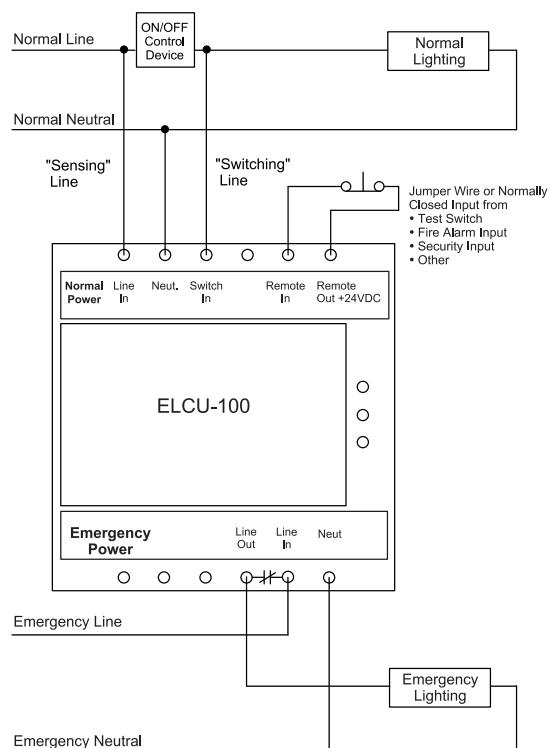 ON/OFF
Control
Device
Normal Line
Normal
Lighting
Normal Neutral
"Sensing"
Line
"Switching"
Line
Jumper Wire or Normally
Closed Input from
• Test Switch
• Fire Alarm Input
• Security Input
• Other
Normal
Power
Line
In
Neut.
Switch
In
Remote
In
Remote
Out +24VDC
ELCU-100
Emergency
Power
Line
Out
Line
In
Neut
Emergency Line
Emergency
Lighting
Emergency Neutral